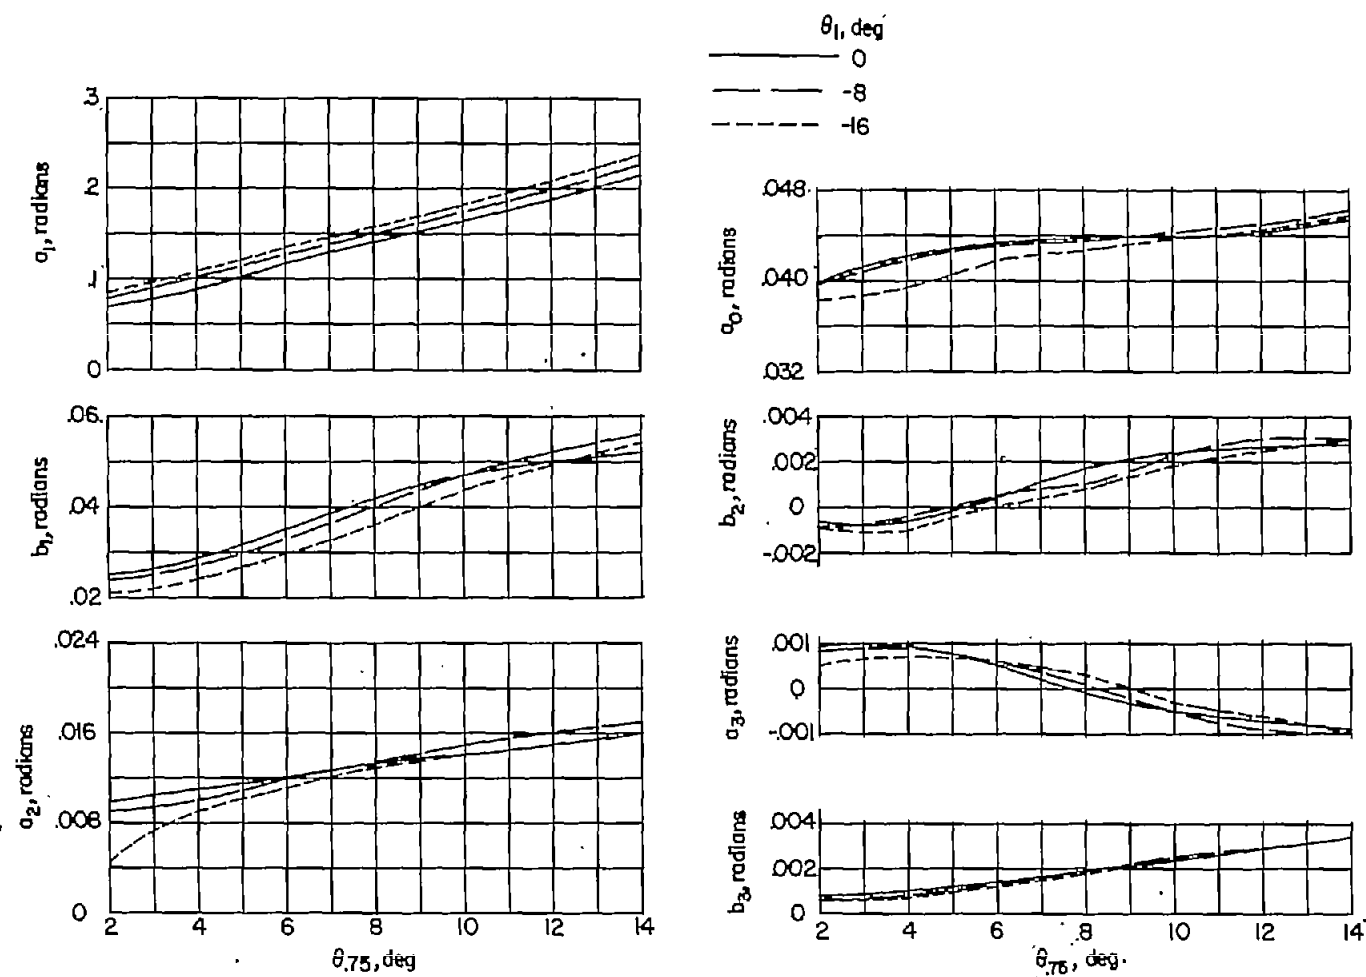 θ₁, deg
0
-8
-16
.3
.2
.1
0
a₁, radians
.06
.04
.02
b₁, radians
.024
.016
.008
0
a₂, radians
2 4 6 8 10 12 14
θ.75, deg
.048
.040
.032
a₀, radians
.004
.002
0
-.002
b₂, radians
.001
0
-.001
a₃, radians
.004
.002
0
b₃, radians
2 4 6 8 10 12 14
θ.75, deg.